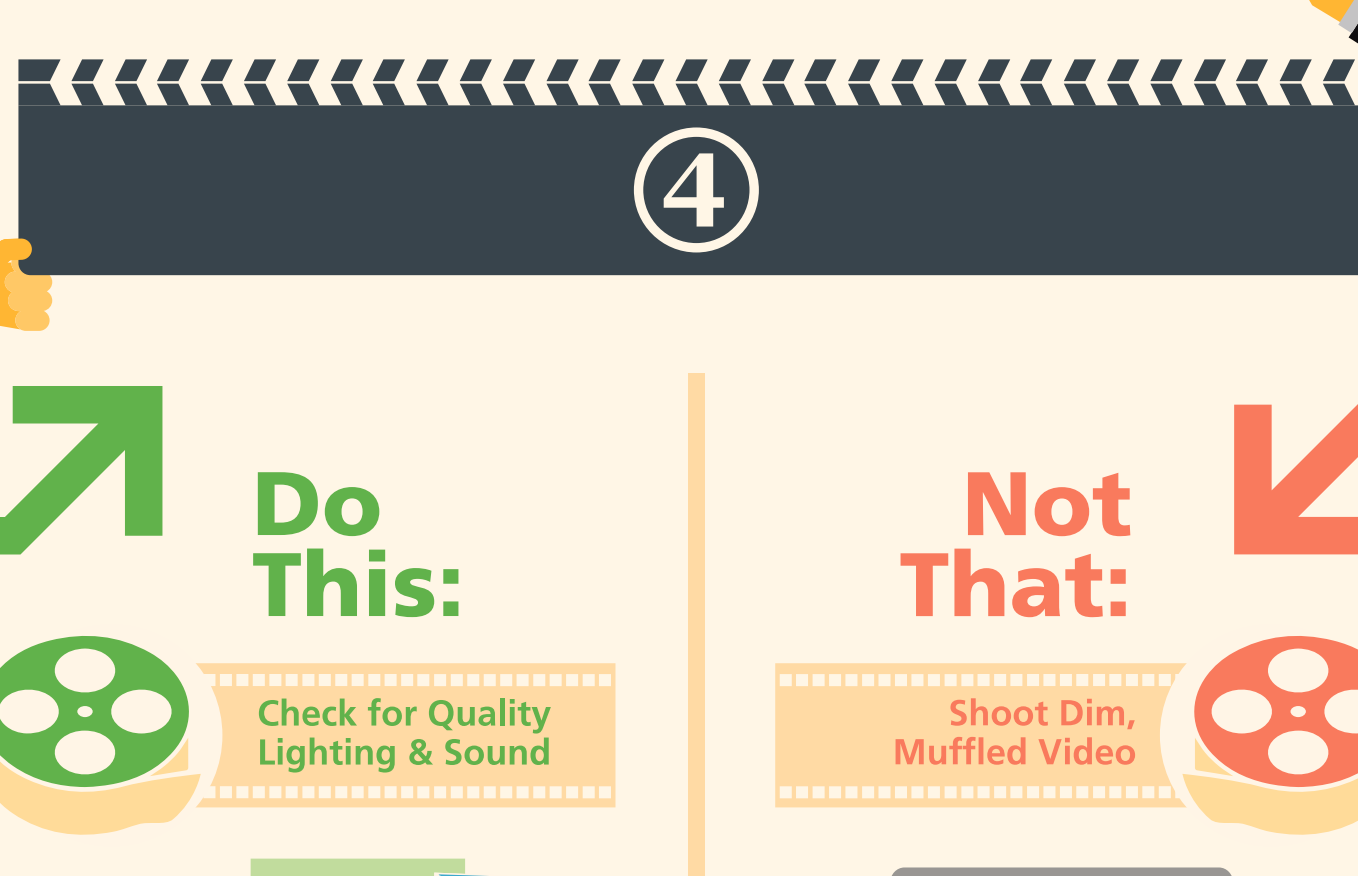 4
Do
This:
Check for Quality
Lighting & Sound
Not
That:
Shoot Dim,
Muffled Video